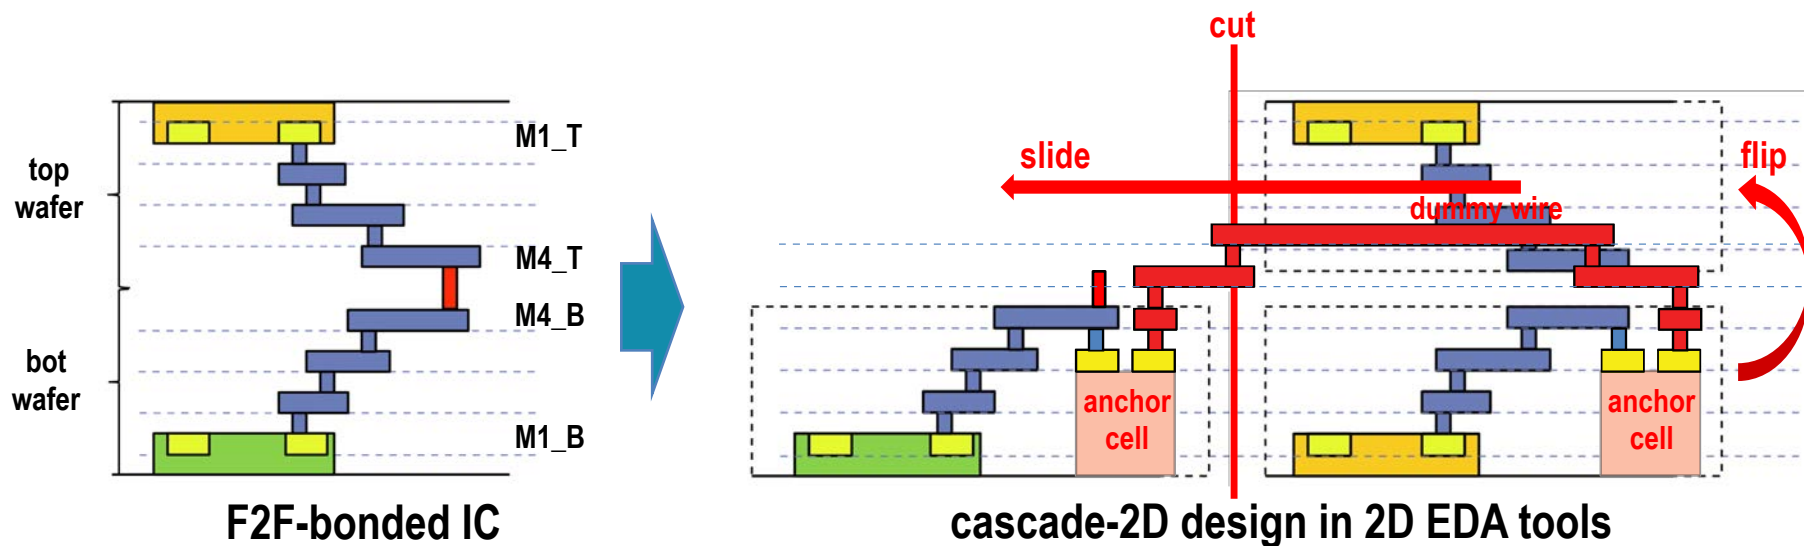 cut
M1_T
top
wafer
slide
flip
dummy wire
M4_T
M4_B
bot
wafer
anchor
cell
anchor
cell
M1_B
F2F-bonded IC
cascade-2D design in 2D EDA tools